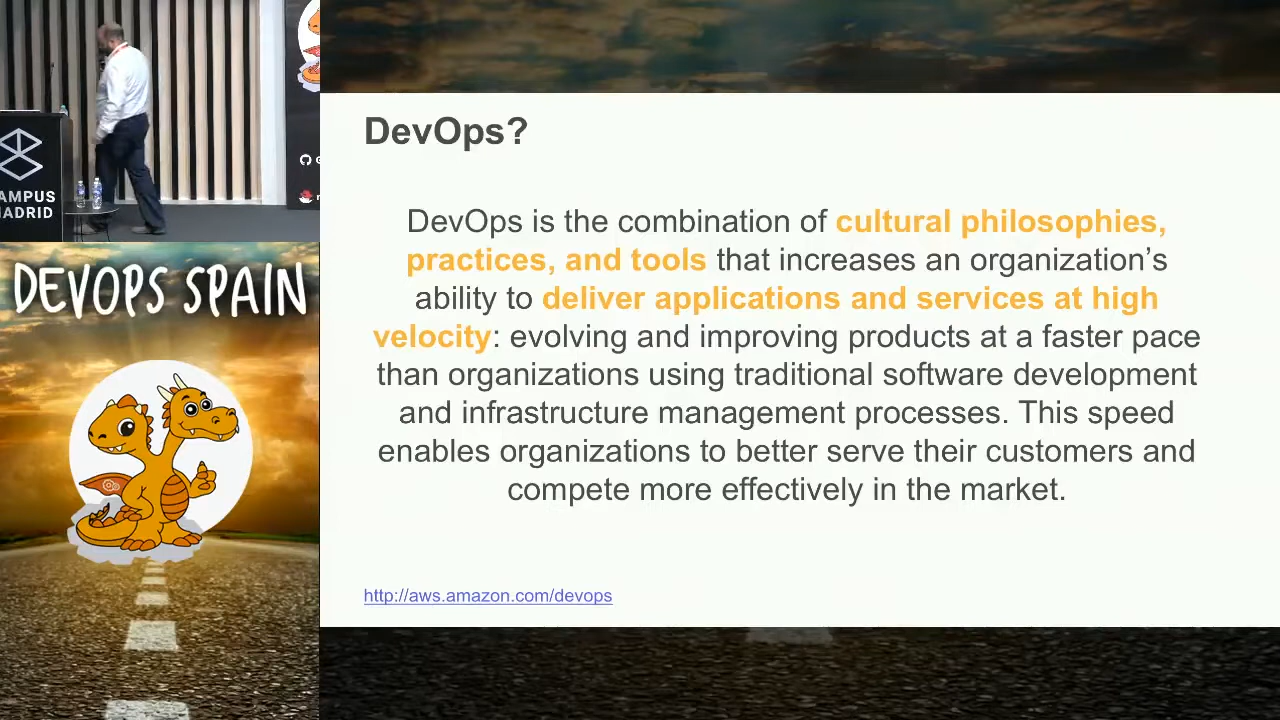 AMPUS
MADRID
DEVOPS SPAIN
DevOps?
DevOps is the combination of cultural philosophies,
practices, and tools that increases an organization’s
ability to deliver applications and services at high
velocity: evolving and improving products at a faster pace
than organizations using traditional software development
and infrastructure management processes. This speed
enables organizations to better serve their customers and
compete more effectively in the market.
http://aws.amazon.com/devops